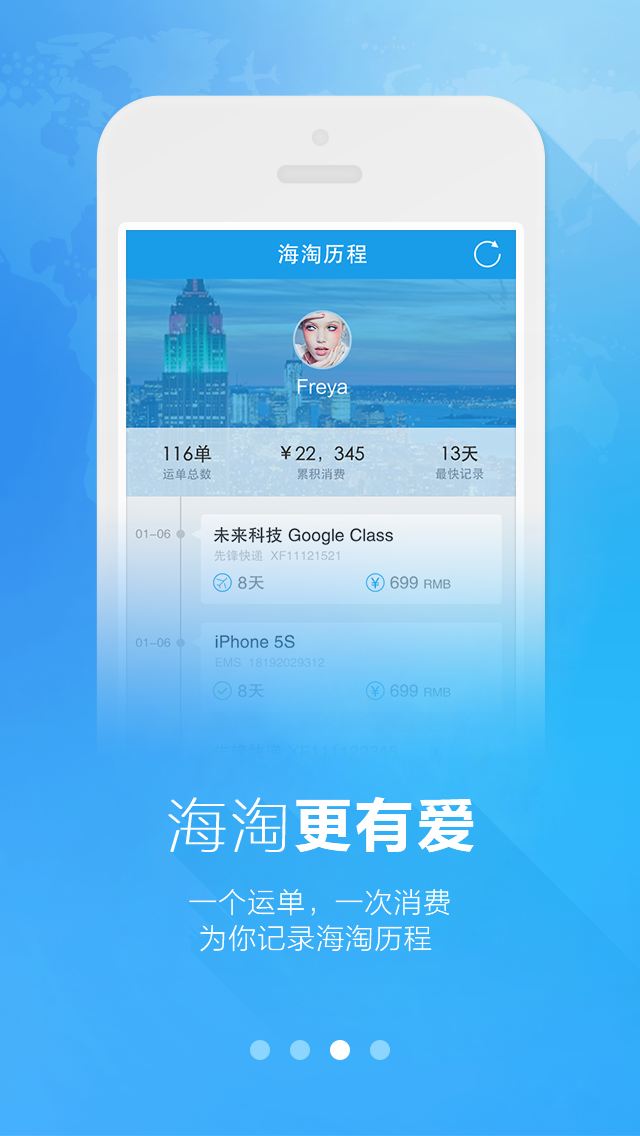 海淘历程
Freya
116单 ¥22，345 13天
运单总数 累积消费 最快记录
01-06 未来科技 Google Class
先锋快递 XF11121521
8天 ¥ 699 RMB
01-06 iPhone 5S
EMS 18192029312
8天 ¥ 699 RMB
海淘更有爱
一个运单，一次消费
为你记录海淘历程